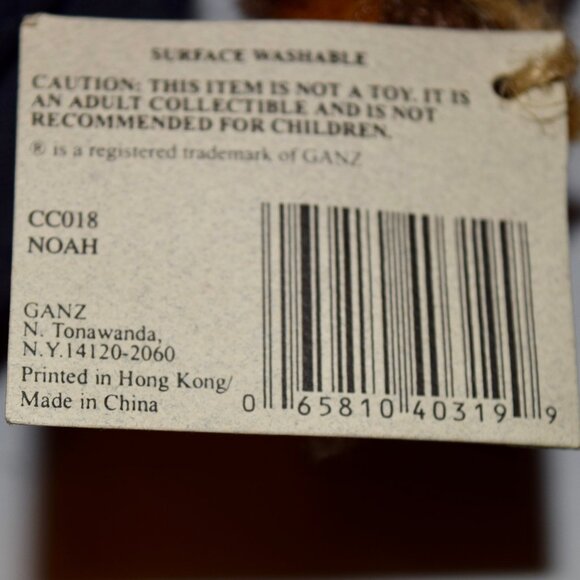 SURFACE WASHABLE
CAUTION: THIS ITEM IS NOT A TOY. IT IS
AN ADULT COLLECTIBLE AND IS NOT
RECOMMENDED FOR CHILDREN.
® is a registered trademark of GANZ
CC018
NOAH
GANZ
N. Tonawanda,
N.Y.14120-2060
Printed in Hong Kong/
Made in China
0 65810 40319 9